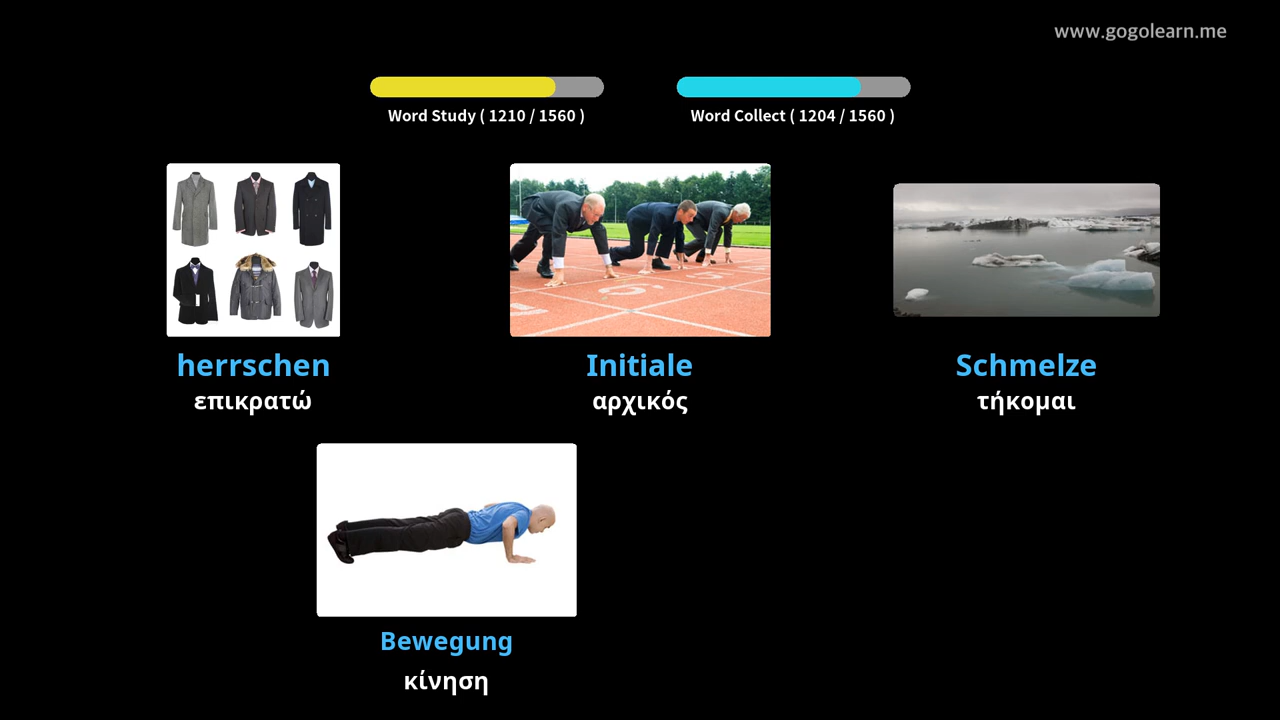 www.gogolearn.me
Word Study ( 1210 / 1560 )
Word Collect ( 1204 / 1560 )
herrschen
επικρατώ
Initiale
αρχικός
Schmelze
τήκομαι
Bewegung
κίνηση